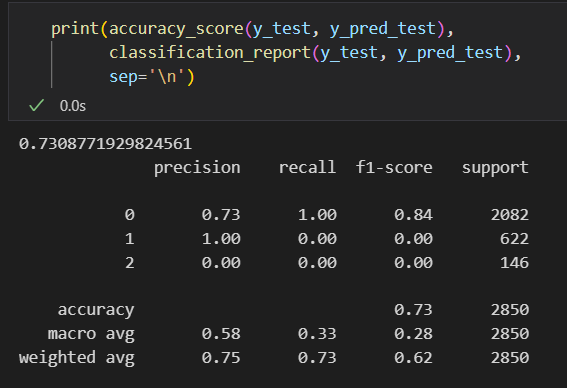 print(accuracy_score(y_test, y_pred_test),
classification_report(y_test, y_pred_test),
sep='\n')
0.0s
0.7308771929824561
precision recall f1-score support
0 0.73 1.00 0.84 2082
1 1.00 0.00 0.00 622
2 0.00 0.00 0.00 146
accuracy 0.73 2850
macro avg 0.58 0.33 0.28 2850
weighted avg 0.75 0.73 0.62 2850